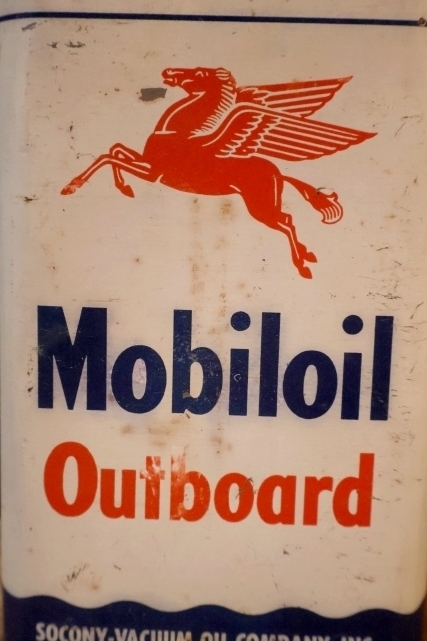 Mobiloil
Outboard
SOCONY-VACUUM OIL COMPANY, INC.